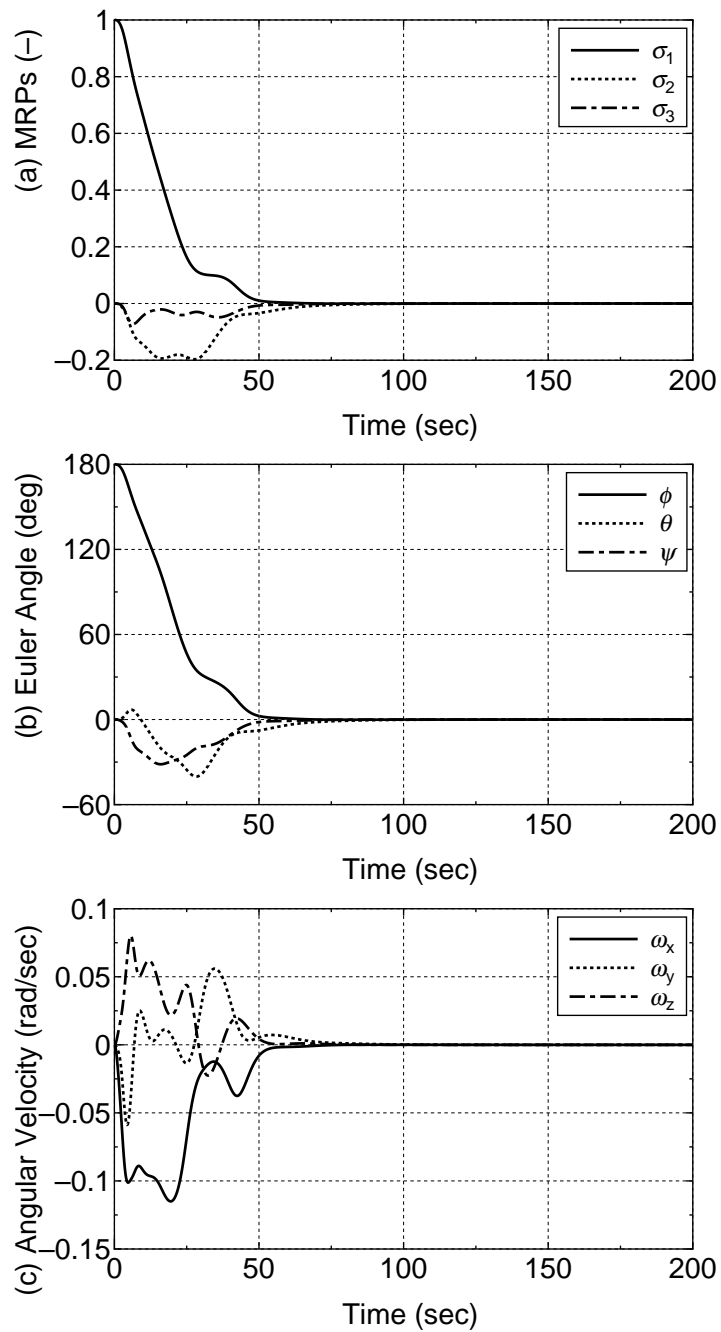 (a) MRPs (–)
1
0.8
0.6
0.4
0.2
0
–0.2
σ1
σ2
σ3
0 50 100 150 200
Time (sec)
(b) Euler Angle (deg)
180
120
60
0
–60
ϕ
θ
ψ
0 50 100 150 200
Time (sec)
(c) Angular Velocity (rad/sec)
0.1
0.05
0
–0.05
–0.1
–0.15
ωx
ωy
ωz
0 50 100 150 200
Time (sec)